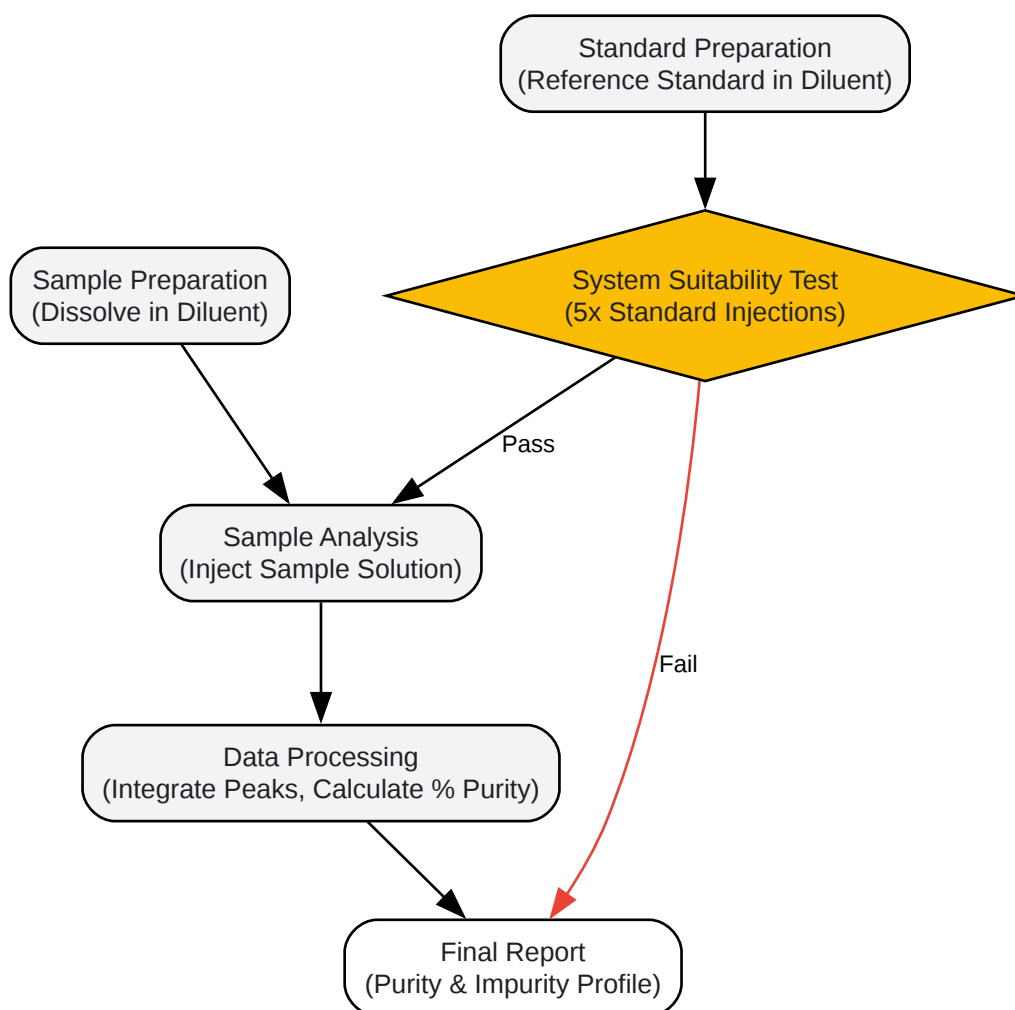 Standard Preparation
(Reference Standard in Diluent)
System Suitability Test
(5x Standard Injections)
Sample Preparation
(Dissolve in Diluent)
Pass
Sample Analysis
(Inject Sample Solution)
Fail
Data Processing
(Integrate Peaks, Calculate % Purity)
Final Report
(Purity & Impurity Profile)